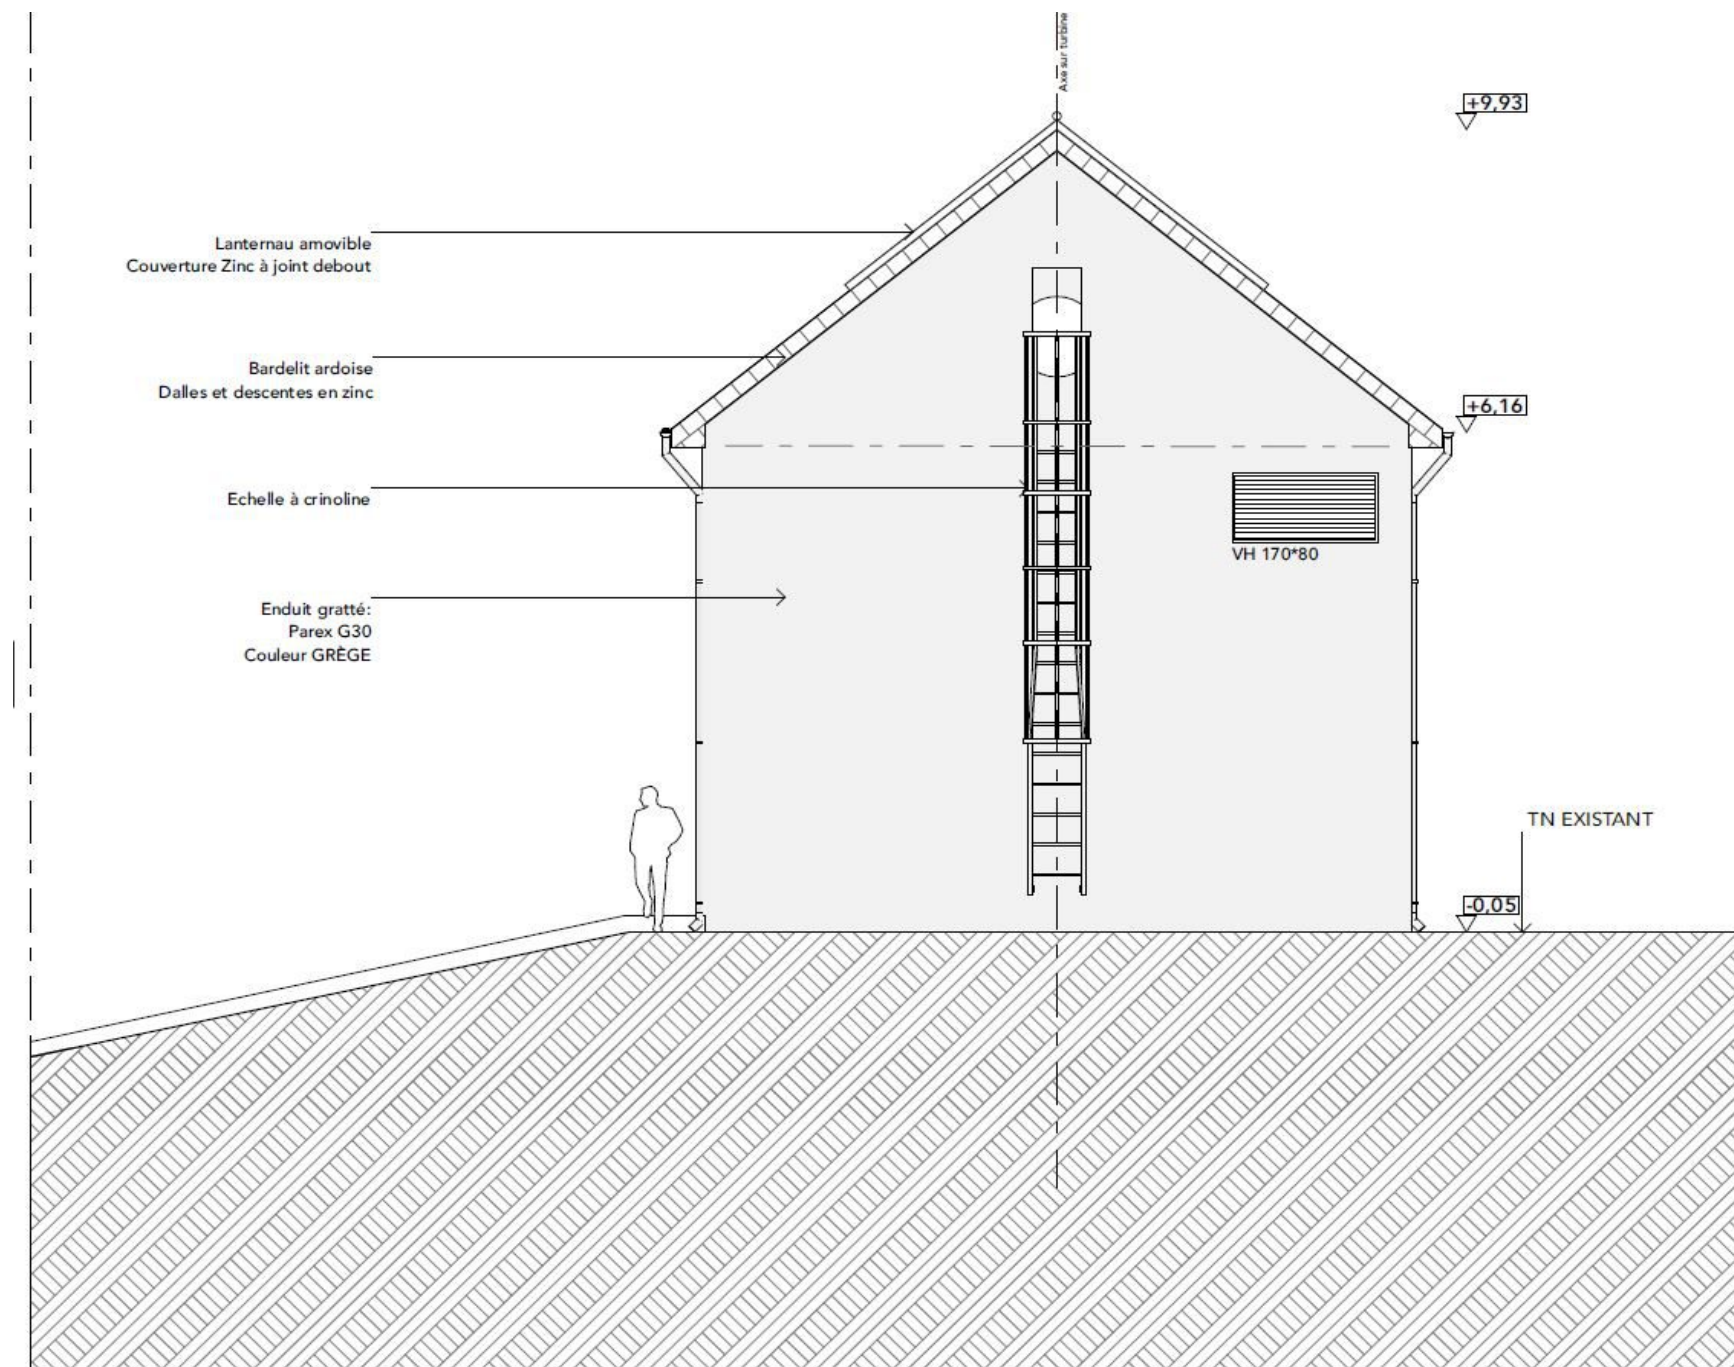 Axe sur turbine
+9,93
Lanternau amovible
Couverture Zinc à joint debout
Bardelit ardoise
Dalles et descentes en zinc
+6,16
Echelle à crinoline
VH 170*80
Enduit gratté:
Parex G30
Couleur GRÈGE
TN EXISTANT
-0,05